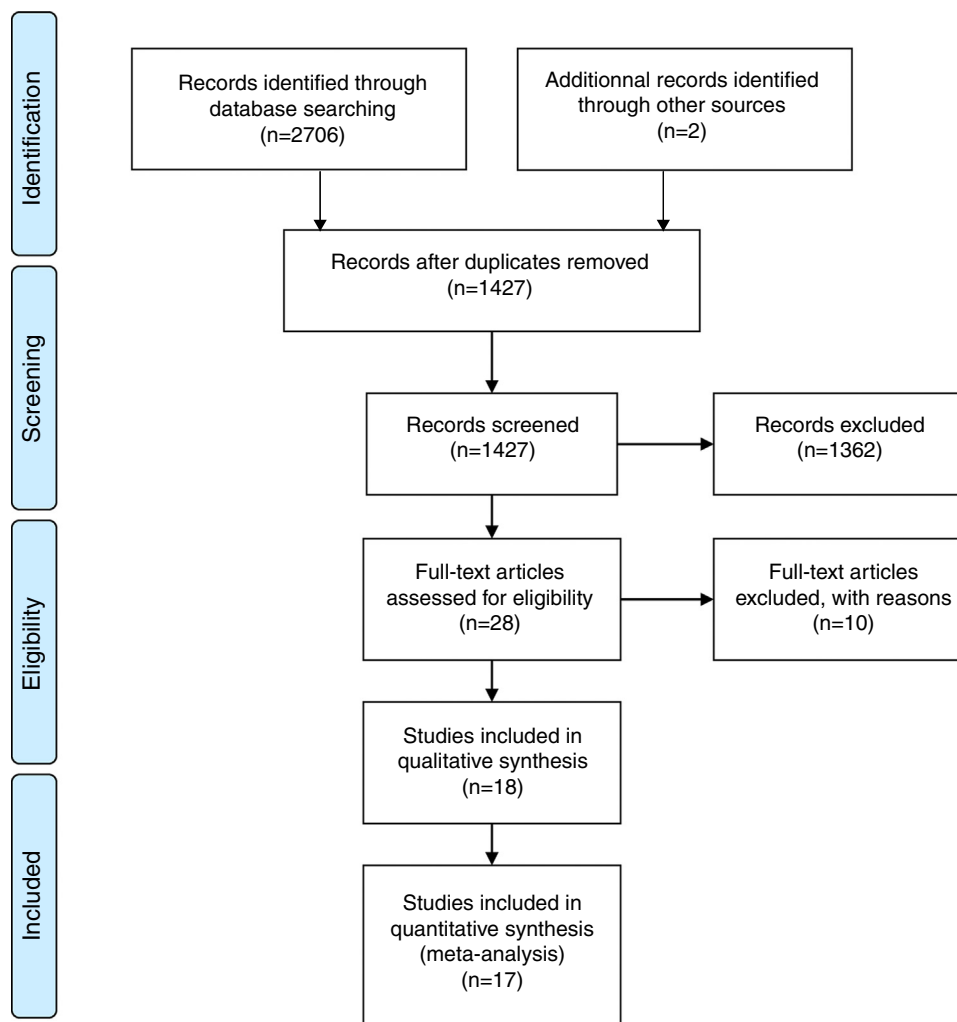 Identification
Records identified through
database searching
(n=2706)
Additionnal records identified
through other sources
(n=2)
Records after duplicates removed
(n=1427)
Screening
Records screened
(n=1427)
Records excluded
(n=1362)
Eligibility
Full-text articles
assessed for eligibility
(n=28)
Full-text articles
excluded, with reasons
(n=10)
Studies included in
qualitative synthesis
(n=18)
Included
Studies included in
quantitative synthesis
(meta-analysis)
(n=17)